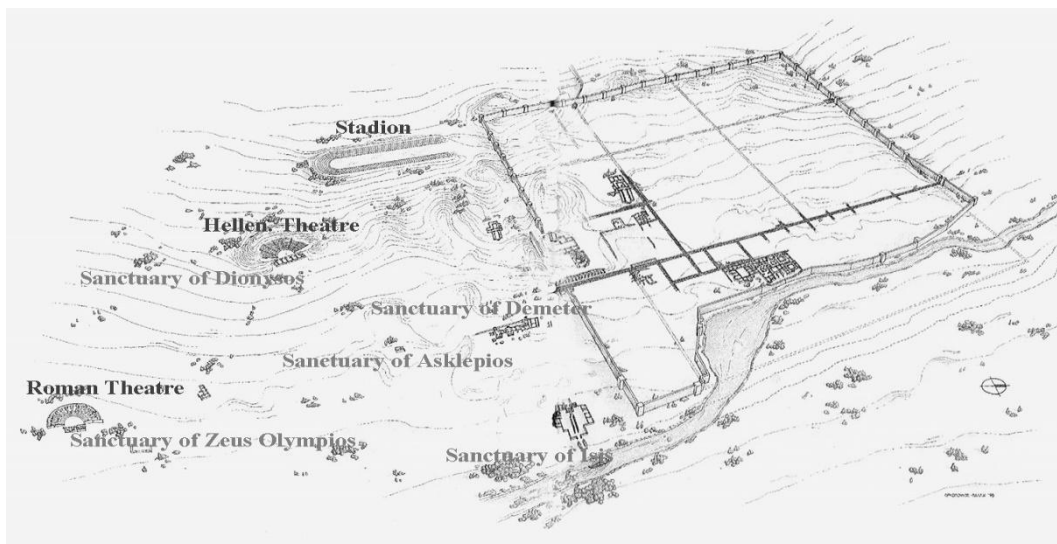 Stadion
Hellen. Theatre
Sanctuary of Dionysos
Sanctuary of Demeter
Sanctuary of Asklepios
Roman Theatre
Sanctuary of Zeus Olympios
Sanctuary of Isis